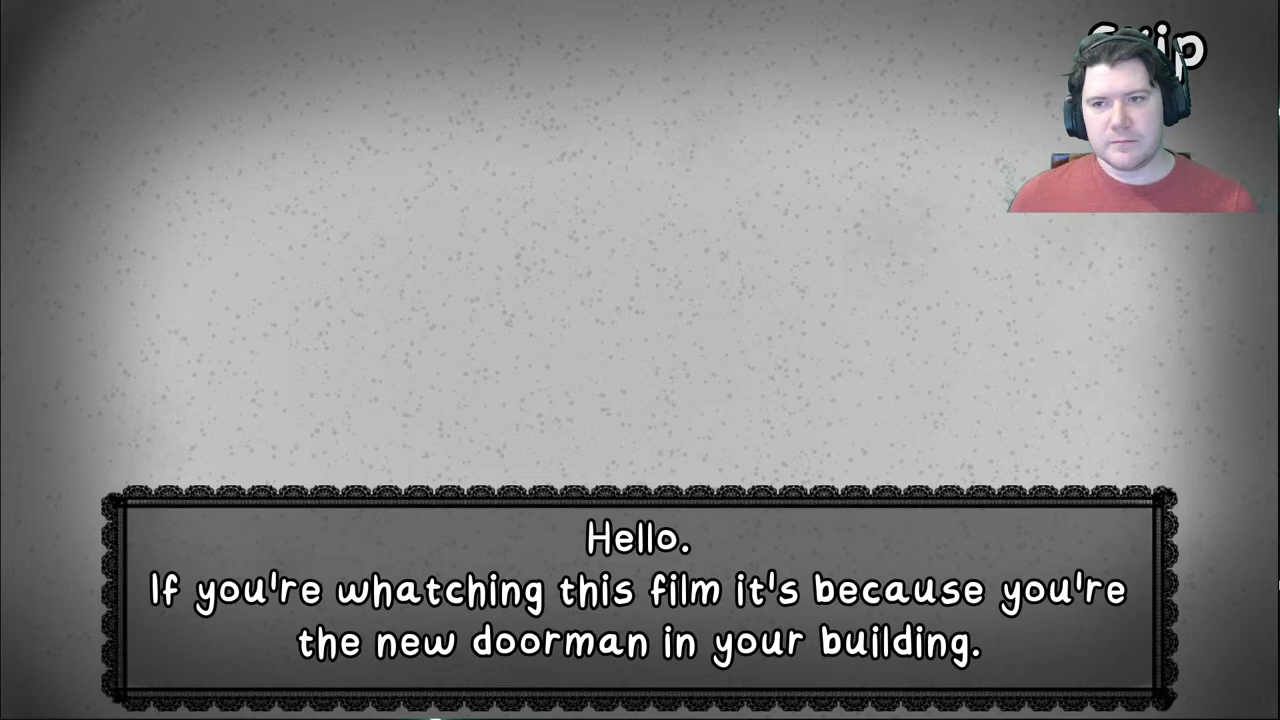 Hello.
If you're whatching this film it's because you're
the new doorman in your building.